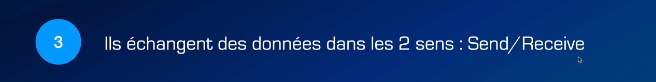 3 Ils échangent des données dans les 2 sens : Send/Receive